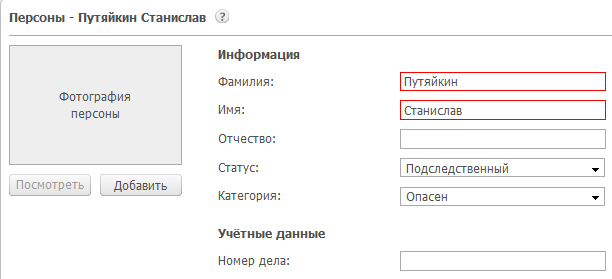 Персоны - Путяйкин Станислав ?
Фотография
персоны
Посмотреть Добавить
Информация
Фамилия: Путяйкин
Имя: Станислав
Отчество:
Статус: Подследственный
Категория: Опасен
Учётные данные
Номер дела: